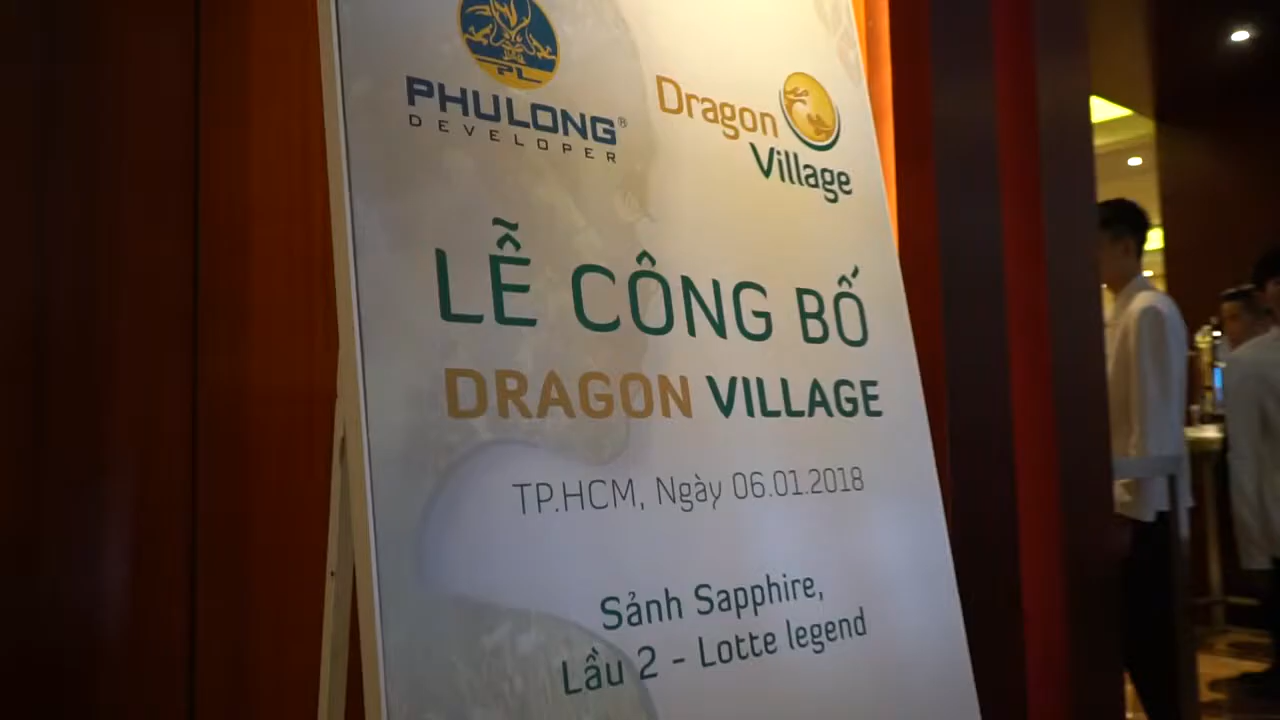 PL
PHULONG®
DEVELOPER
Dragon
Village
LỄ CÔNG BỐ
DRAGON VILLAGE
TP.HCM, Ngày 06.01.2018
Sảnh Sapphire,
Lầu 2 - Lotte legend